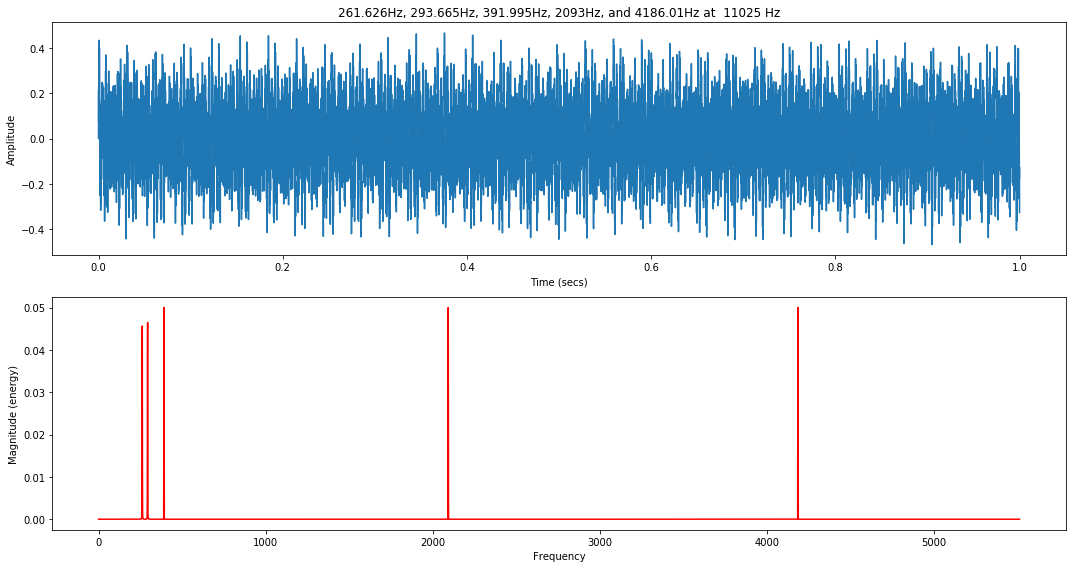 261.626Hz, 293.665Hz, 391.995Hz, 2093Hz, and 4186.01Hz at  11025 Hz
0.4
0.2
0.0
−0.2
−0.4
Amplitude
0.0 0.2 0.4 0.6 0.8 1.0
Time (secs)
0.05
0.04
0.03
0.02
0.01
0.00
Magnitude (energy)
0 1000 2000 3000 4000 5000
Frequency